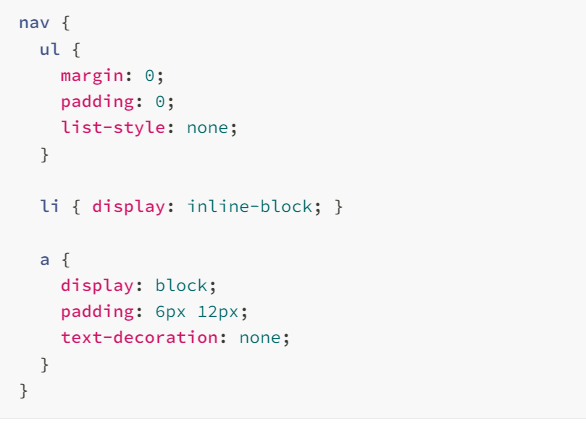 nav {
  ul {
    margin: 0;
    padding: 0;
    list-style: none;
  }

  li { display: inline-block; }

  a {
    display: block;
    padding: 6px 12px;
    text-decoration: none;
  }
}